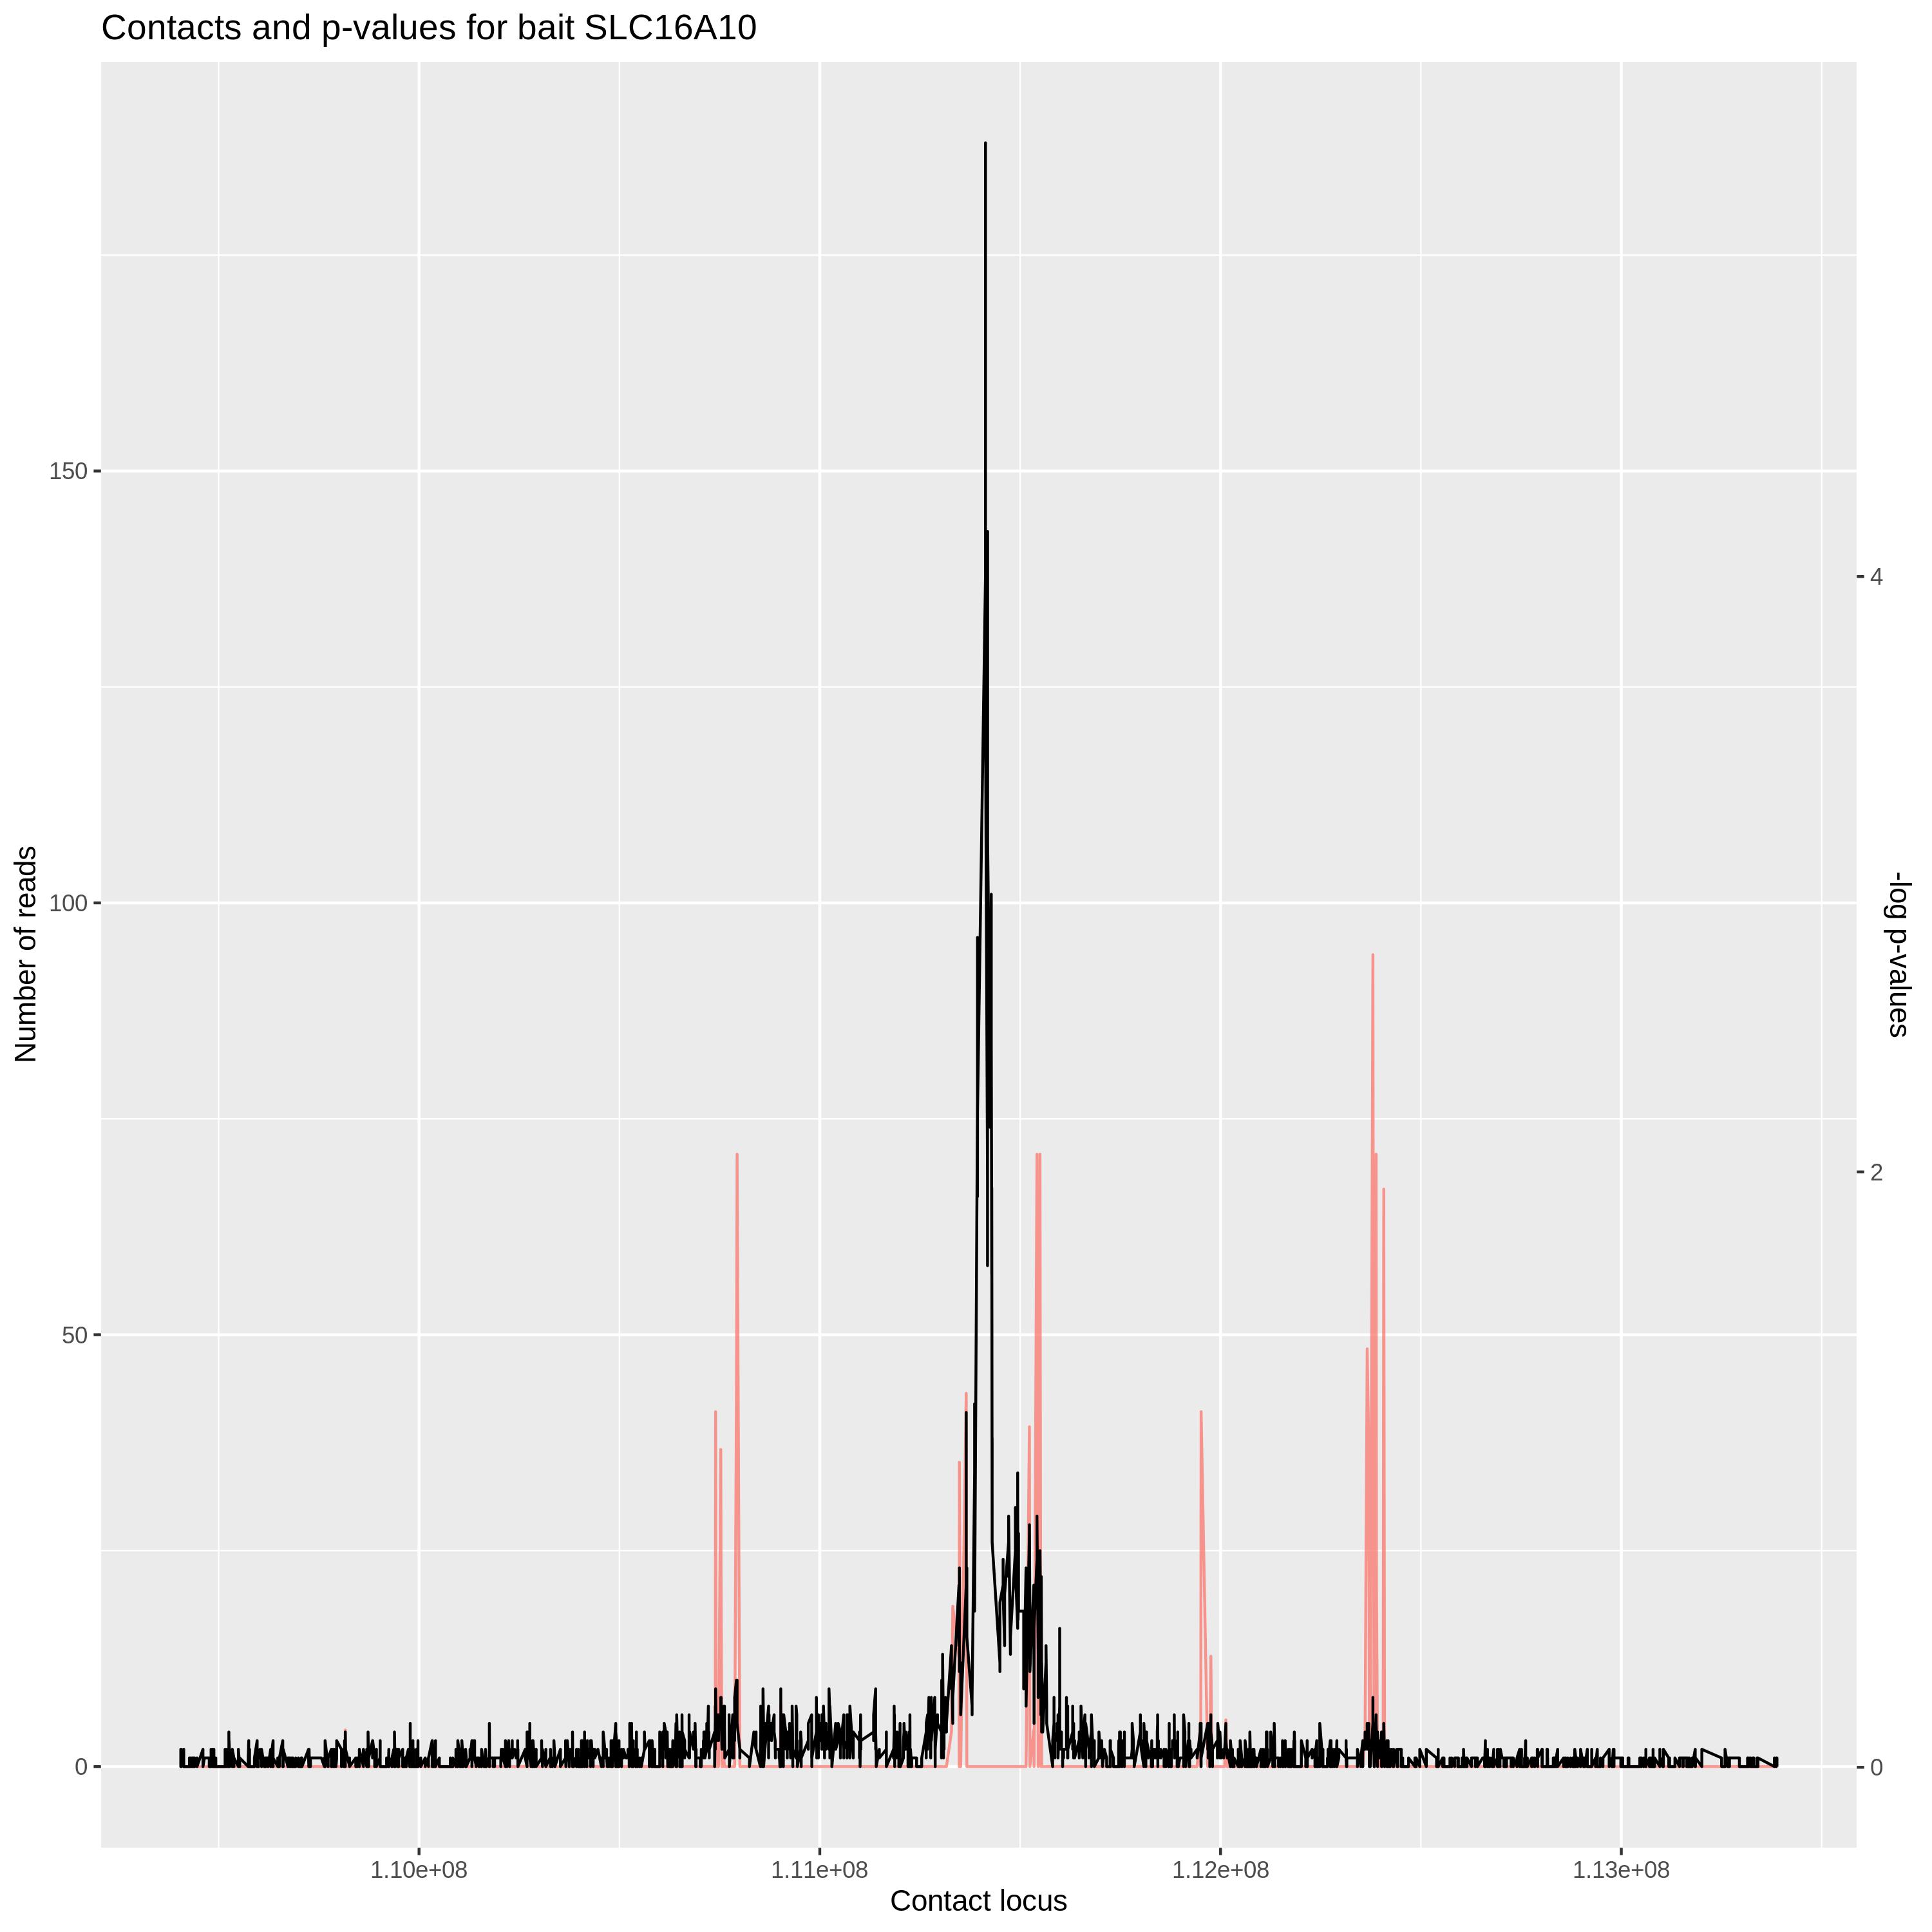 Contacts and p-values for bait SLC16A10
150
100
50
0
Number of reads
4
2
0
-log p-values
1.10e+08
1.11e+08
1.12e+08
1.13e+08
Contact locus